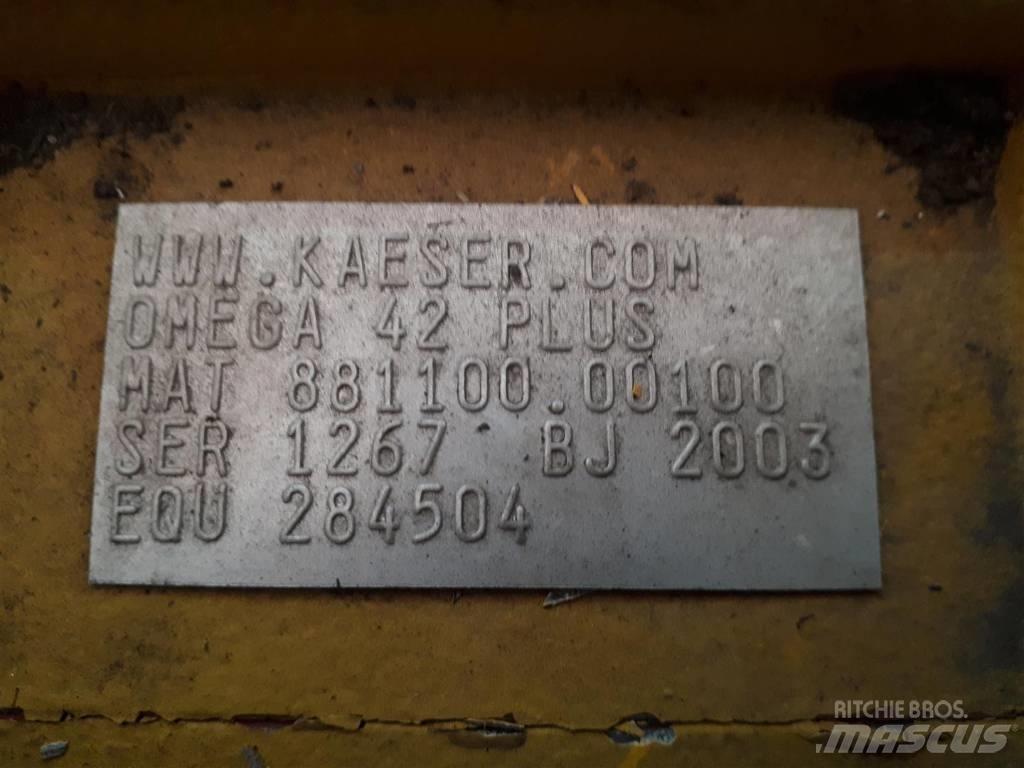 WWW.KAESER.COM
OMEGA 42 PLUS
MAT 881100.00100
SER 1267 BJ 2003
EQU 284504
RITCHIE BROS.
MASCUS